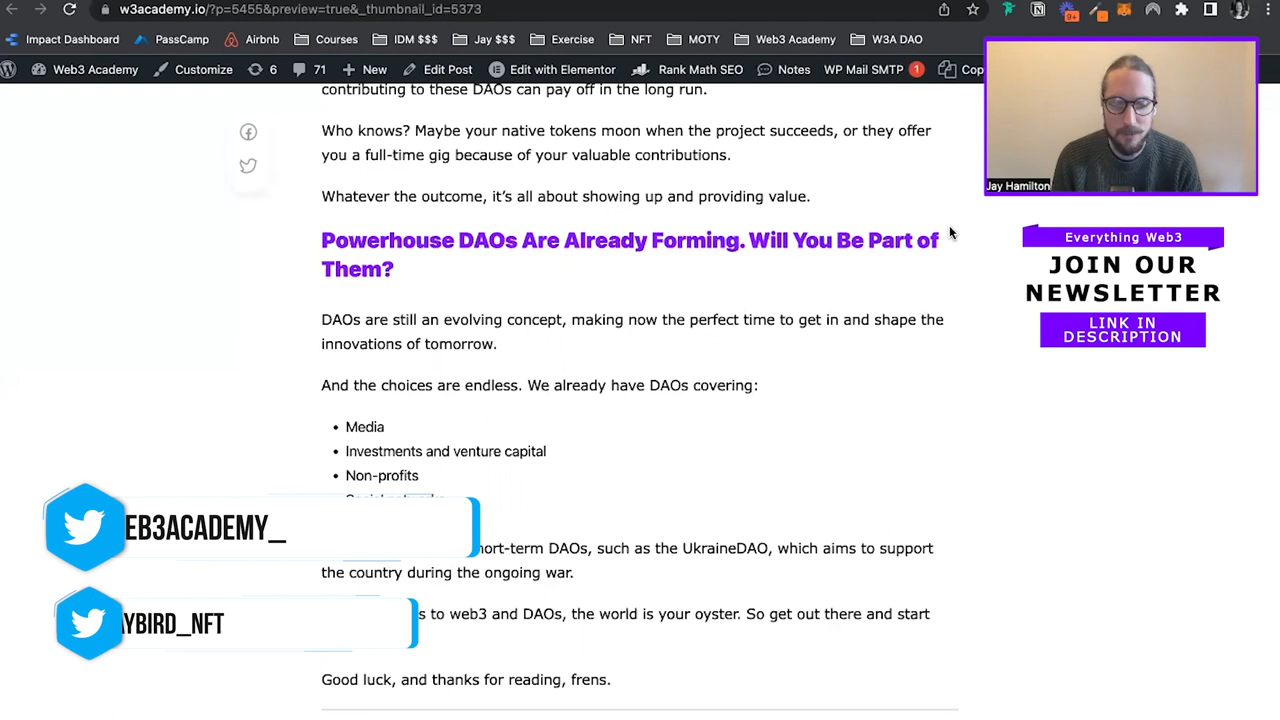 w3academy.io/?p=5455&preview=true&_thumbnail_id=5373
9+
Impact Dashboard PassCamp Airbnb Courses IDM $$$ Jay $$$ Exercise NFT MOTY Web3 Academy W3A DAO
Web3 Academy Customize 6 71 New Edit Post Edit with Elementor Rank Math SEO Notes WP Mail SMTP 1 Cop
contributing to these DAOs can pay off in the long run.
Who knows? Maybe your native tokens moon when the project succeeds, or they offer
you a full-time gig because of your valuable contributions.
Jay Hamilton
Whatever the outcome, it's all about showing up and providing value.
Powerhouse DAOs Are Already Forming. Will You Be Part of
Them?
Everything Web3
JOIN OUR
NEWSLETTER
LINK IN
DESCRIPTION
DAOs are still an evolving concept, making now the perfect time to get in and shape the
innovations of tomorrow.
And the choices are endless. We already have DAOs covering:
• Media
• Investments and venture capital
• Non-profits
EB3ACADEMY_
hort-term DAOs, such as the UkraineDAO, which aims to support
the country during the ongoing war.
s to web3 and DAOs, the world is your oyster. So get out there and start
AYBIRD_NFT
Good luck, and thanks for reading, frens.